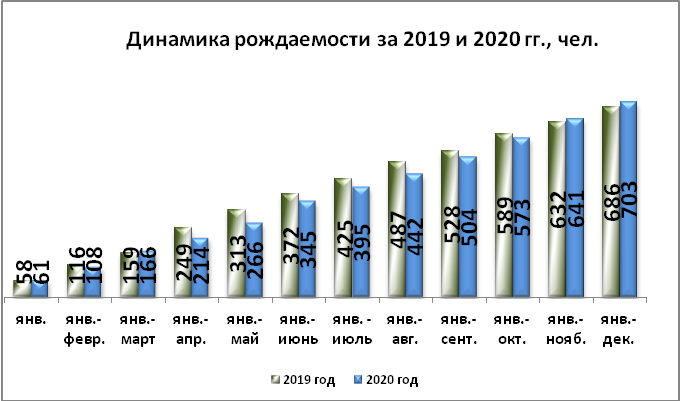 Динамика рождаемости за 2019 и 2020 гг., чел.
58
61
116
108
159
166
249
214
313
266
372
345
425
395
487
442
528
504
589
573
632
641
686
703
янв.
янв.-
февр.
янв.-
март
янв.-
апр.
янв.-
май
янв.-
июнь
янв. -
июль
янв.-
авг.
янв.-
сент.
янв.-
окт.
янв.-
нояб.
янв.-
дек.
2019 год
2020 год